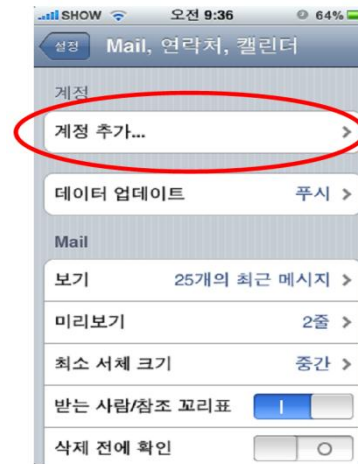 SHOW 오전 9:36 64%
설정 Mail, 연락처, 캘린더
계정
계정 추가...
데이터 업데이트 푸시
Mail
보기 25개의 최근 메시지
미리보기 2줄
최소 서체 크기 중간
받는 사람/참조 꼬리표
삭제 전에 확인